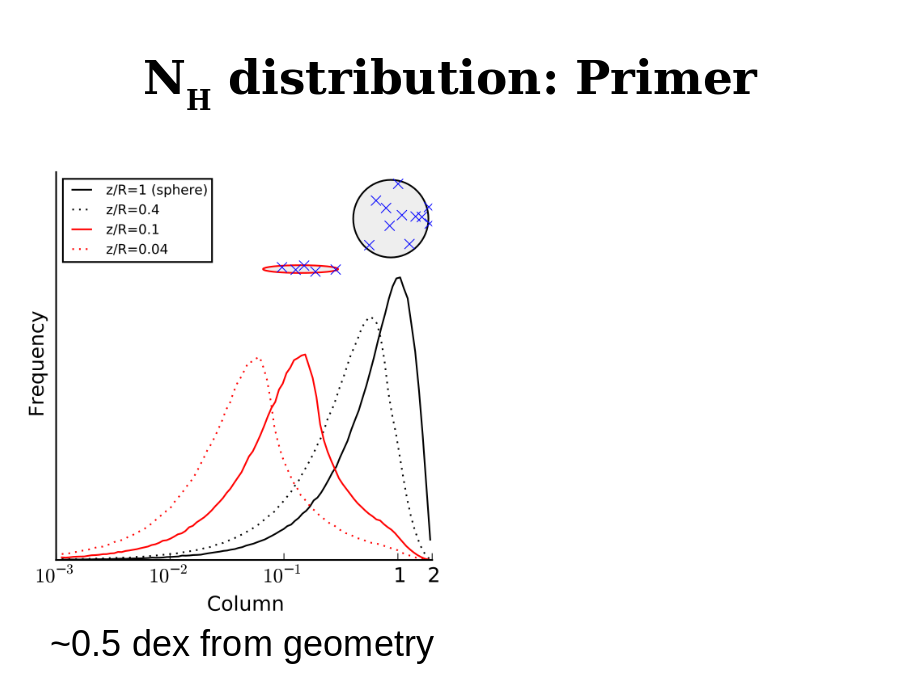 N_H distribution: Primer
z/R=1 (sphere)
z/R=0.4
z/R=0.1
z/R=0.04
Frequency
10^−3 10^−2 10^−1 1 2
Column
~0.5 dex from geometry